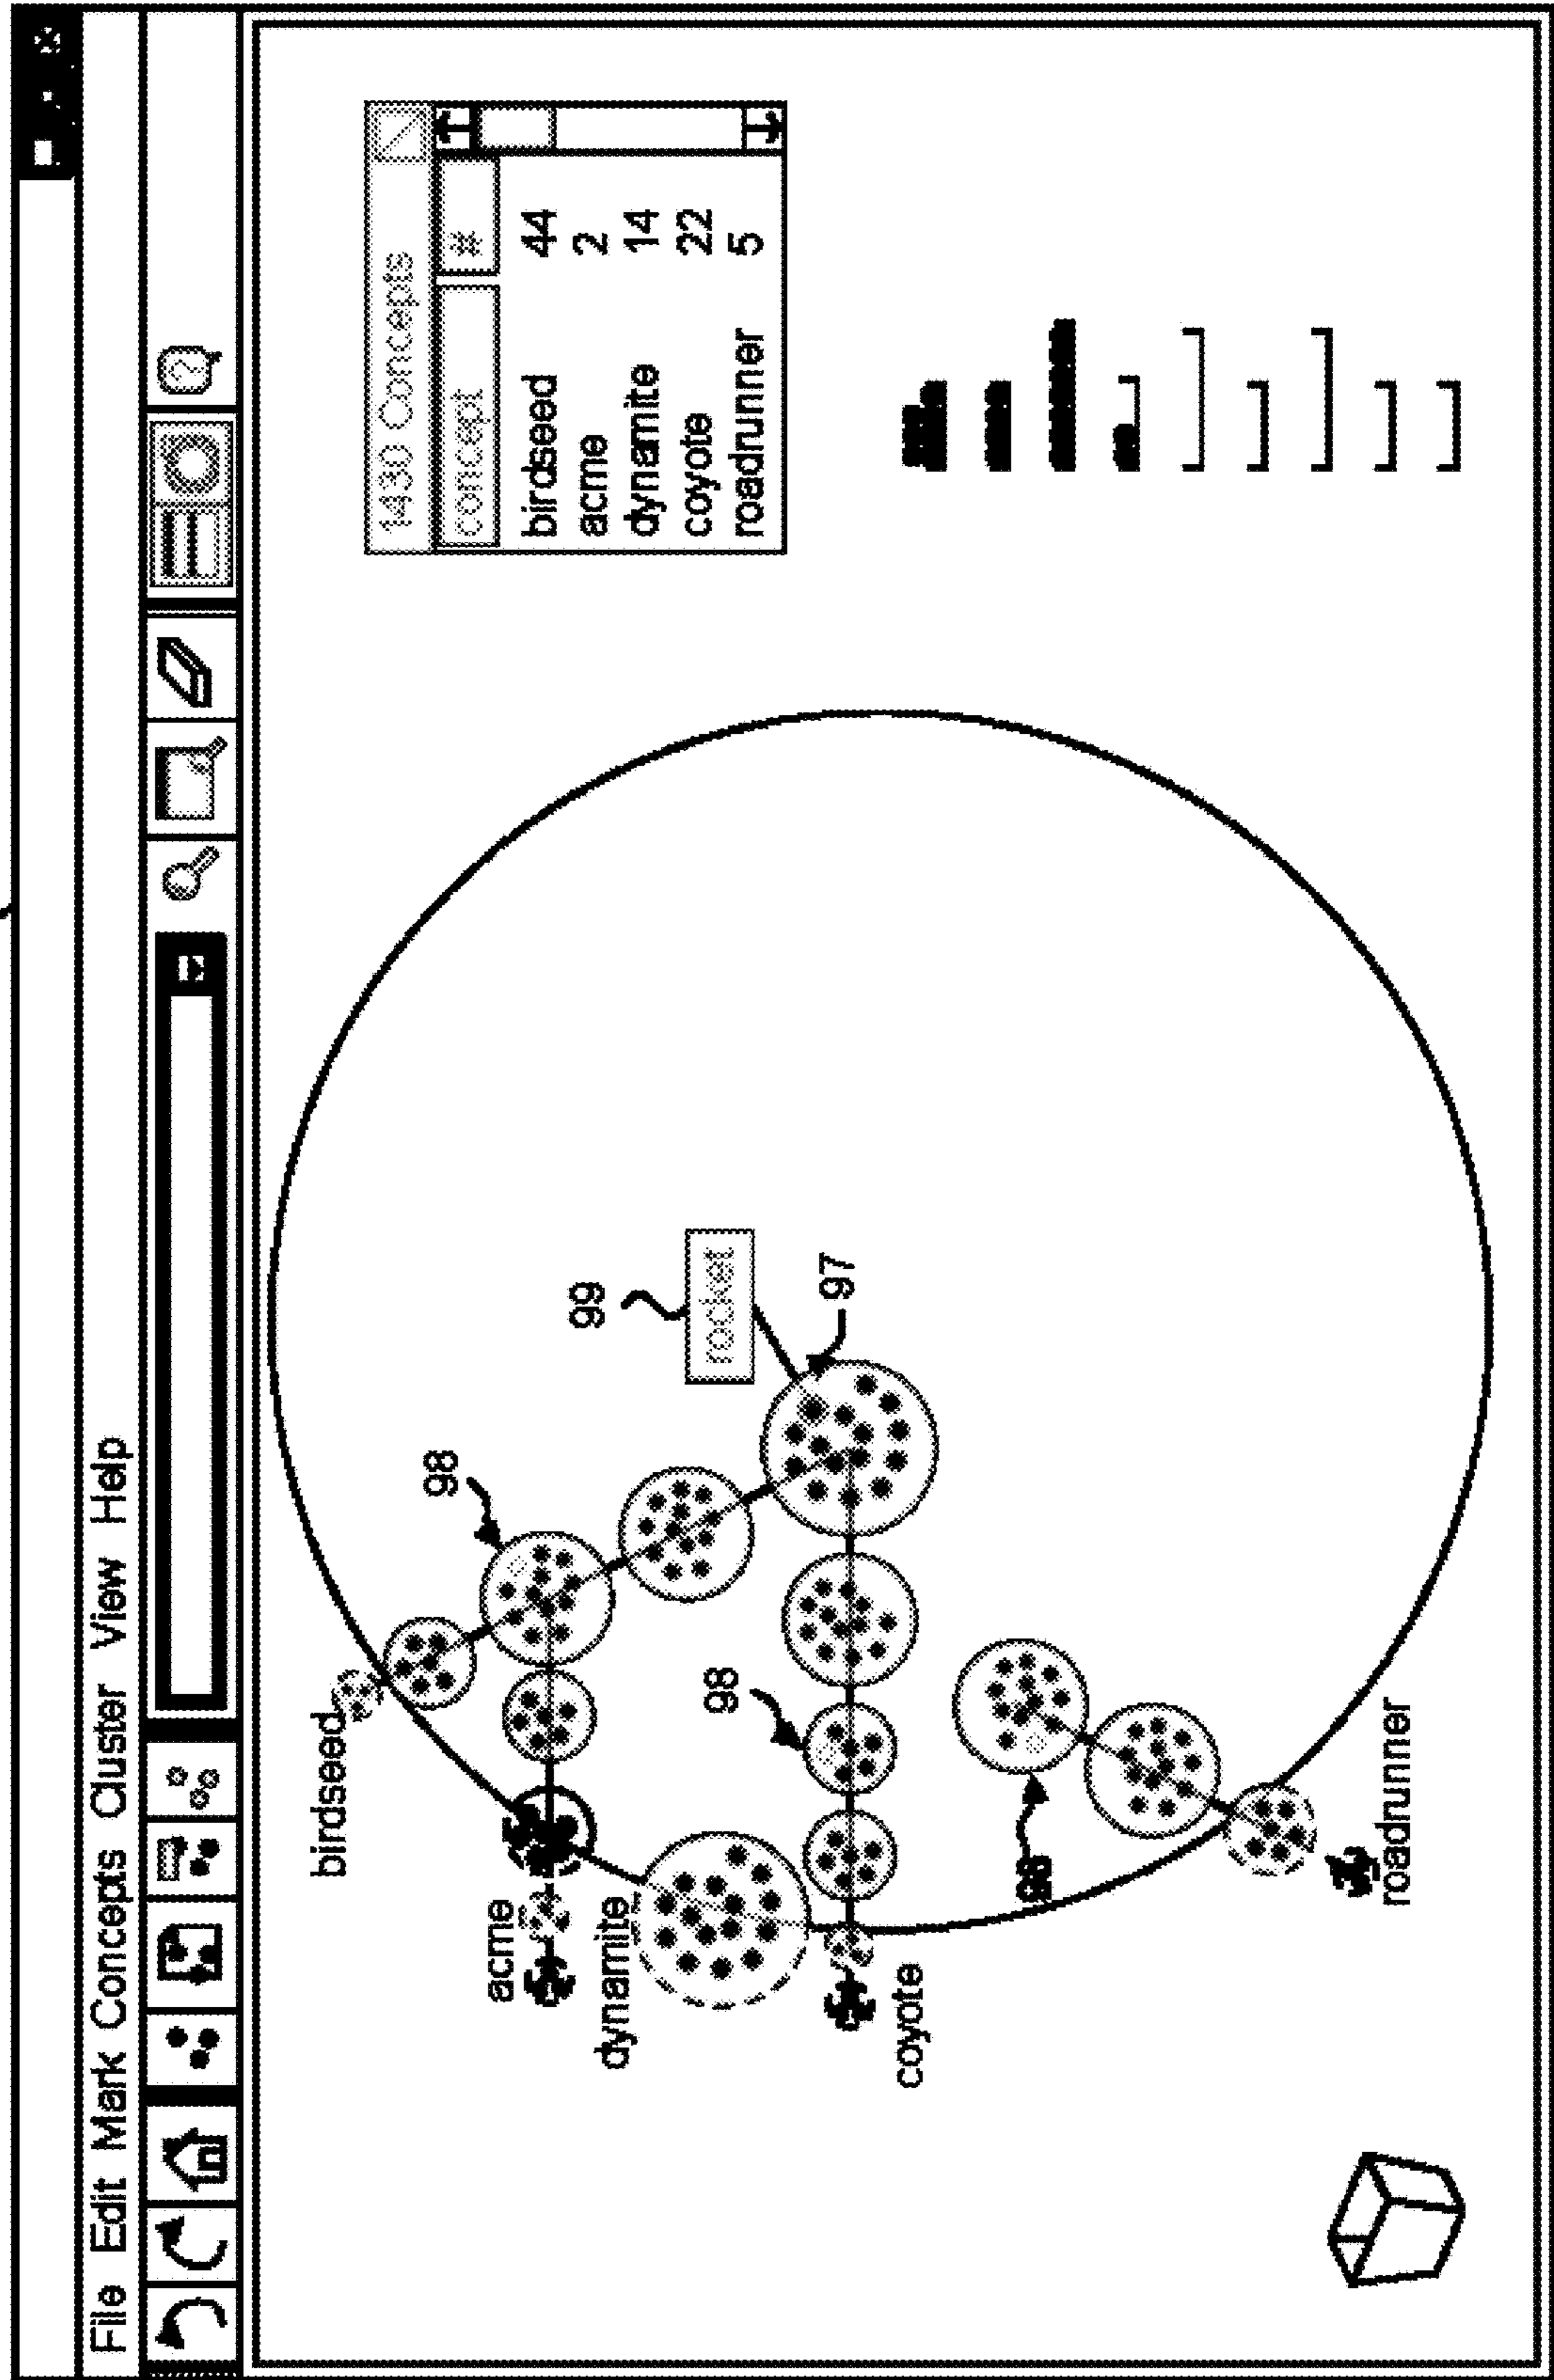 File Edit Mark Concepts Cluster View Help
1430 Concepts
concept #
birdseed 44
acme 2
dynamite 14
coyote 22
roadrunner 5
birdseed
98
acme
99
dynamite
rocket
98
97
coyote
roadrunner